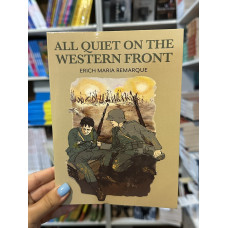 ALL QUIET ON THE
WESTERN FRONT
ERICH MARIA REMARQUE